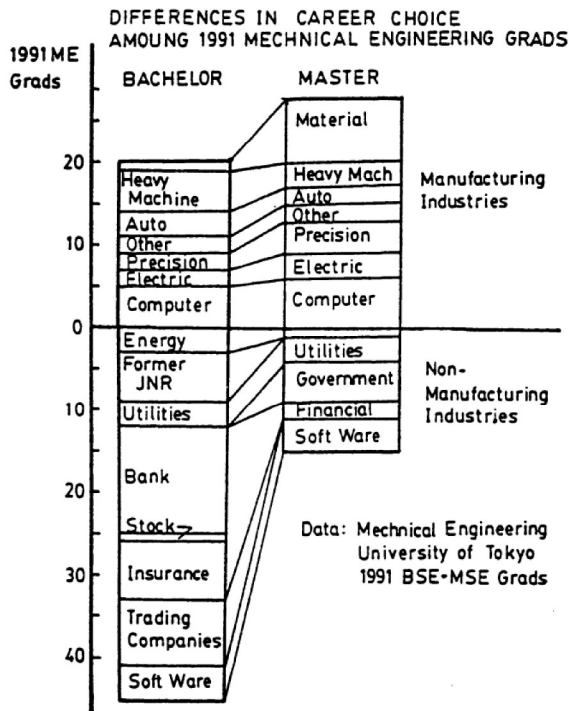 DIFFERENCES IN CAREER CHOICE
AMOUNG 1991 MECHNICAL ENGINEERING GRADS
1991 ME
Grads
BACHELOR
MASTER
20
10
0
10
20
30
40
Heavy
Machine
Auto
Other
Precision
Electric
Computer
Energy
Former
JNR
Utilities
Bank
Stock
Insurance
Trading
Companies
Soft Ware
Material
Heavy Mach
Auto
Other
Precision
Electric
Computer
Utilities
Government
Financial
Soft Ware
Manufacturing
Industries
Non-
Manufacturing
Industries
Data: Mechnical Engineering
University of Tokyo
1991 BSE-MSE Grads